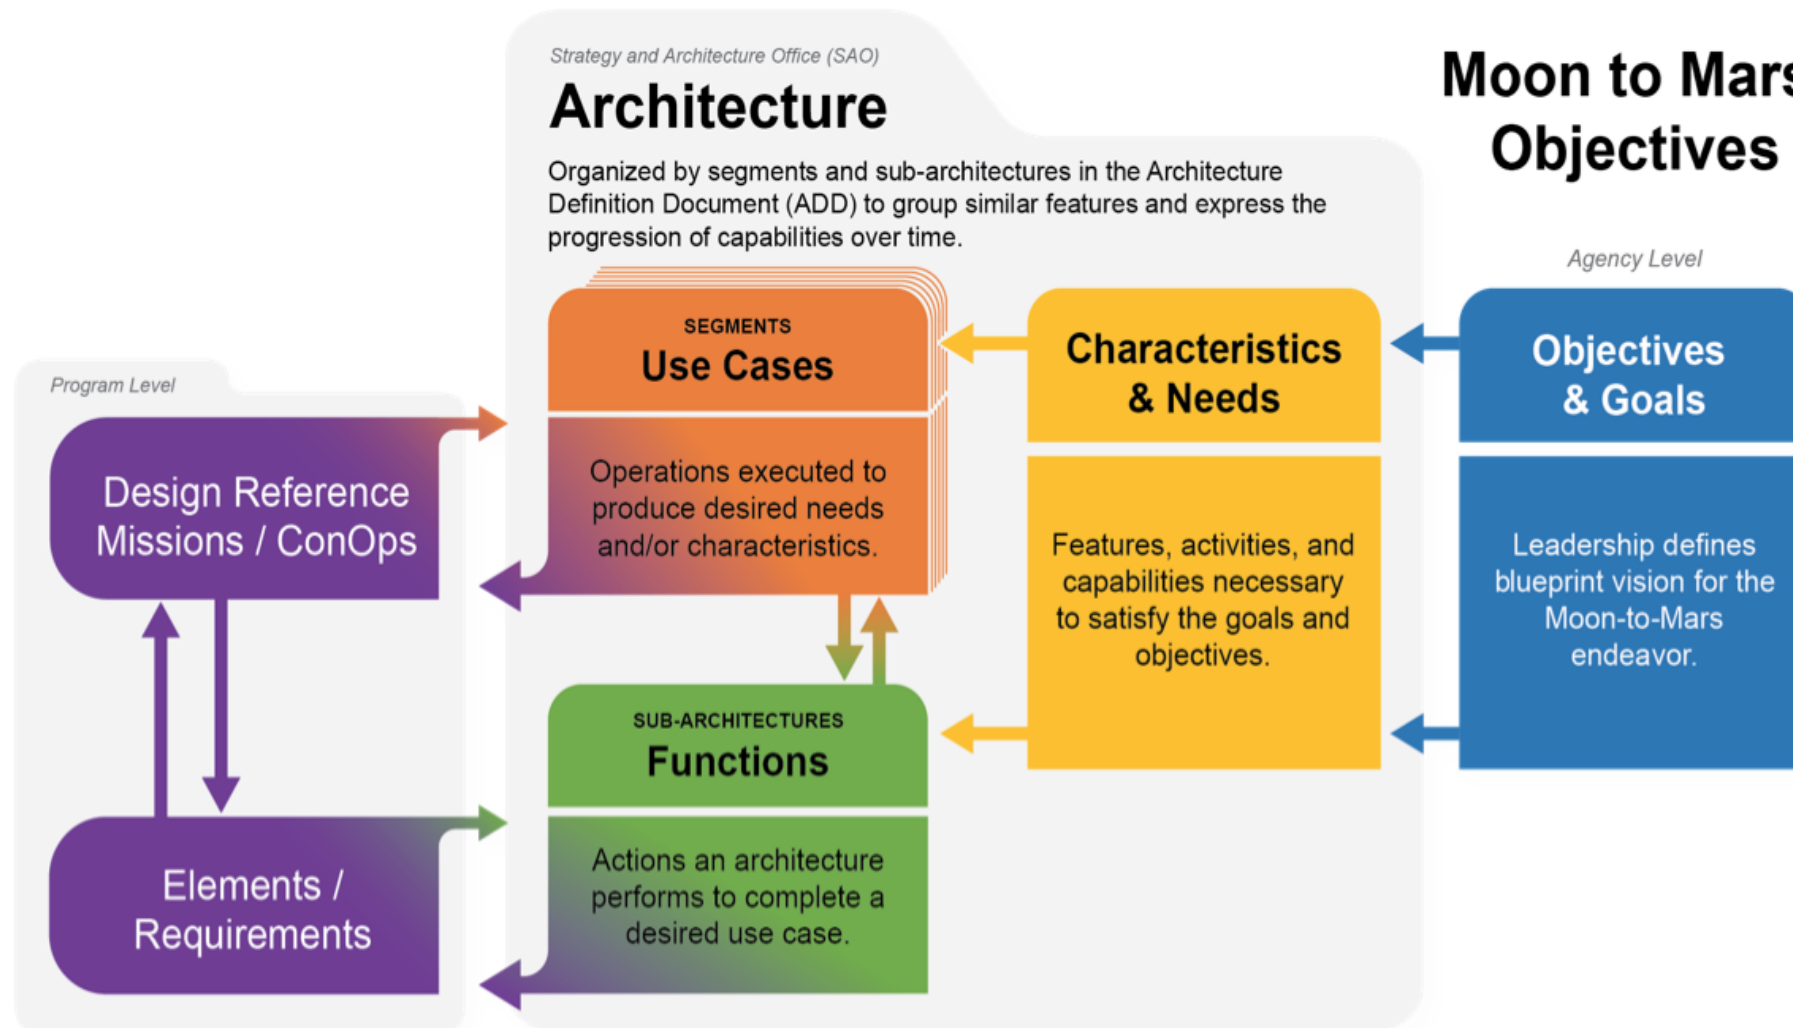 Strategy and Architecture Office (SAO)
Architecture
Organized by segments and sub-architectures in the Architecture
Definition Document (ADD) to group similar features and express the
progression of capabilities over time.
Moon to Mars
Objectives
Agency Level
Program Level
Design Reference
Missions / ConOps
Elements /
Requirements
SEGMENTS
Use Cases
Operations executed to
produce desired needs
and/or characteristics.
SUB-ARCHITECTURES
Functions
Actions an architecture
performs to complete a
desired use case.
Characteristics
& Needs
Features, activities, and
capabilities necessary
to satisfy the goals and
objectives.
Objectives
& Goals
Leadership defines
blueprint vision for the
Moon-to-Mars
endeavor.